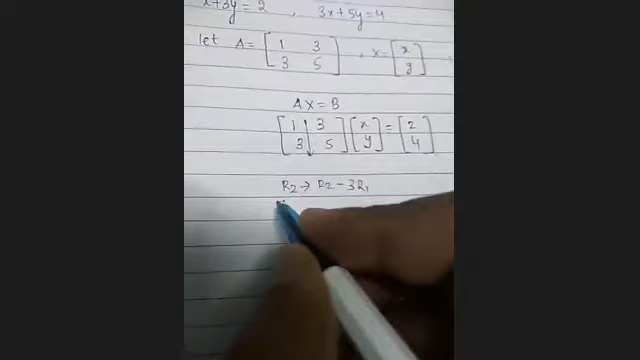 x+3y=2 , 3x+5y=4
let A= [ 1 3 , x= [ x
3 5 ] y ]
AX = B
[ 1 3 ] [ x ] = [ 2 ]
3 5 y 4
R2 → R2 - 3R1